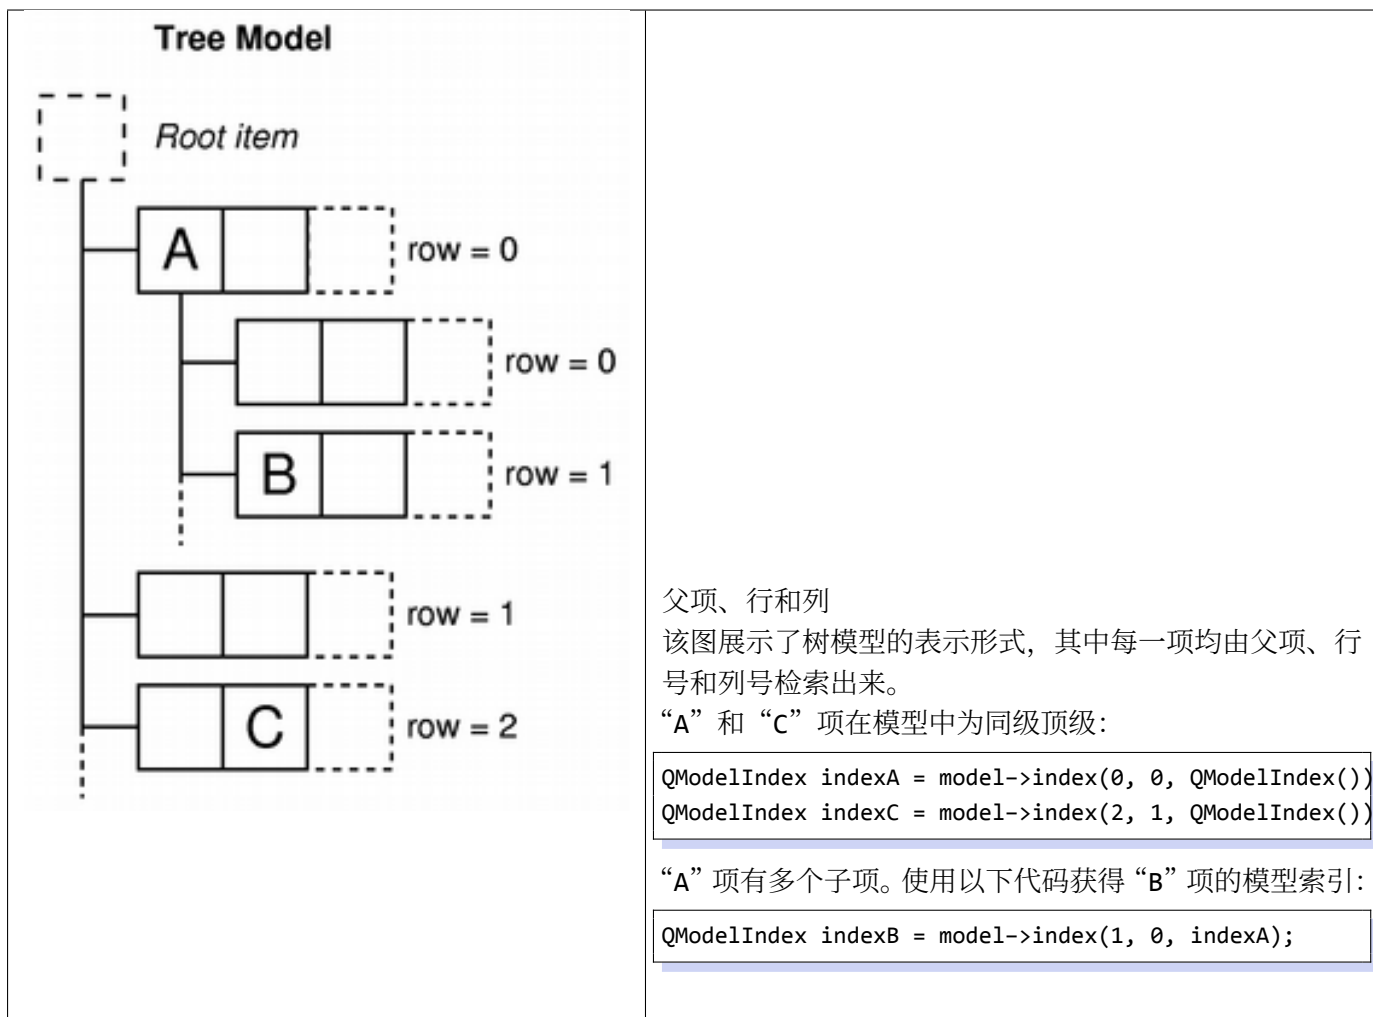 Tree Model
Root item
A
row = 0
row = 0
B
row = 1
row = 1
C
row = 2
父项、行和列
该图展示了树模型的表示形式，其中每一项均由父项、行
号和列号检索出来。
“A”和“C”项在模型中为同级顶级：
QModelIndex indexA = model->index(0, 0, QModelIndex())
QModelIndex indexC = model->index(2, 1, QModelIndex())
“A”项有多个子项。使用以下代码获得“B”项的模型索引：
QModelIndex indexB = model->index(1, 0, indexA);